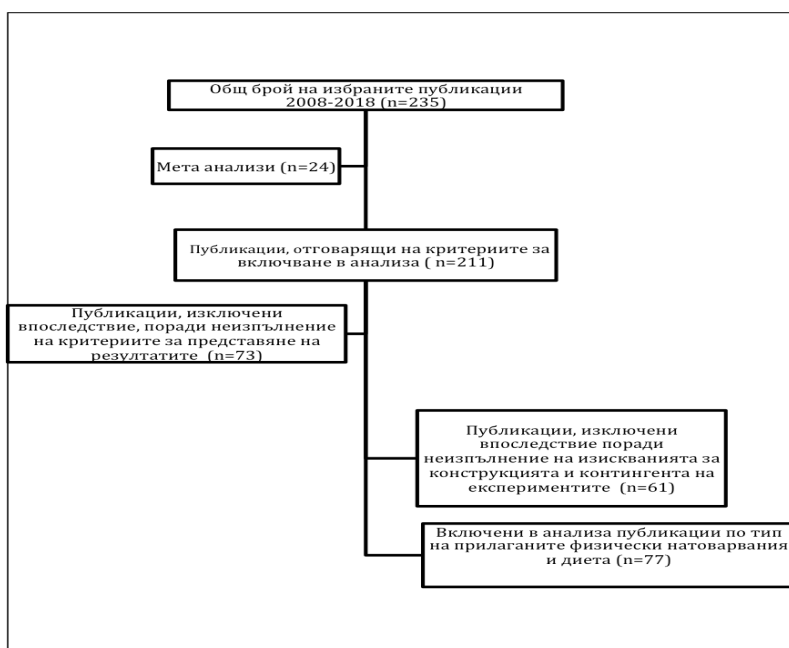 Общ брой на избраните публикации
2008-2018 (n=235)
Мета анализи (n=24)
Публикации, отговарящи на критериите за
включване в анализа ( n=211)
Публикации, изключени
впоследствие, поради неизпълнение
на критериите за представяне на
резултатите (n=73)
Публикации, изключени
впоследствие поради
неизпълнение на изискванията за
конструкцията и контингента на
експериментите (n=61)
Включени в анализа публикации по тип
на прилаганите физически натоварвания
и диета (n=77)